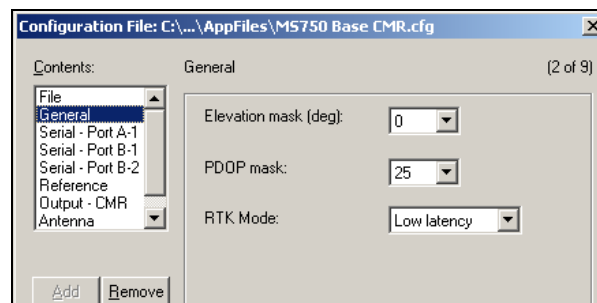 Configuration File: C:\...\AppFiles\MS750 Base CMR.cfg
Contents:
General
(2 of 9)
File
General
Serial - Port A-1
Serial - Port B-1
Serial - Port B-2
Reference
Output - CMR
Antenna
Elevation mask (deg):
0
PDOP mask:
25
RTK Mode:
Low latency
Add
Remove